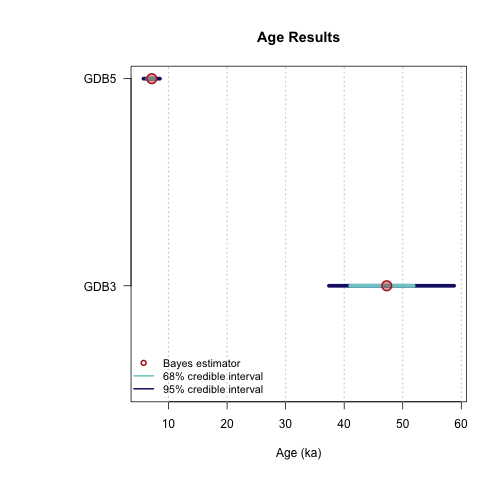 Age Results
GDB5
GDB3
Bayes estimator
68% credible interval
95% credible interval
10 20 30 40 50 60
Age (ka)